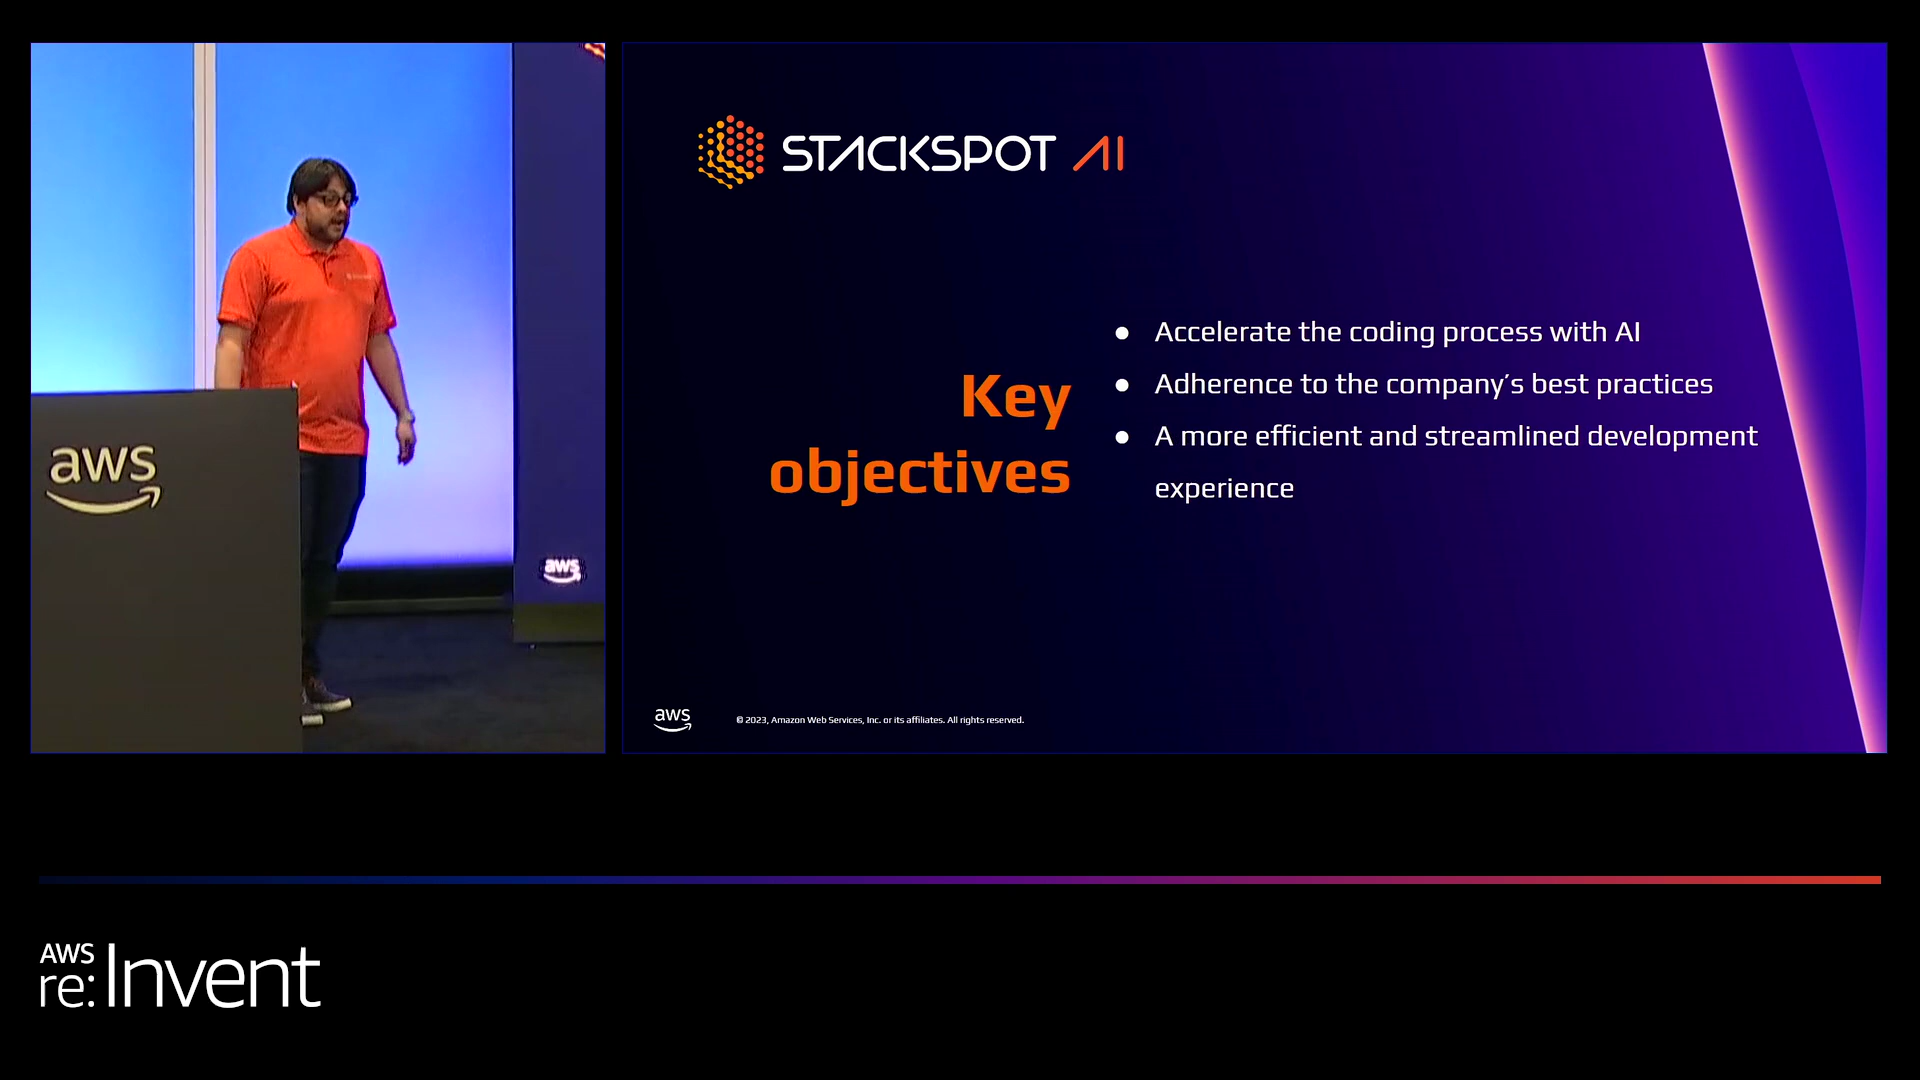 aws
aws
STACKSPOT AI
Key
objectives
● Accelerate the coding process with AI
● Adherence to the company’s best practices
● A more efficient and streamlined development
experience
aws
© 2023, Amazon Web Services, Inc. or its affiliates. All rights reserved.
AWS
re:Invent